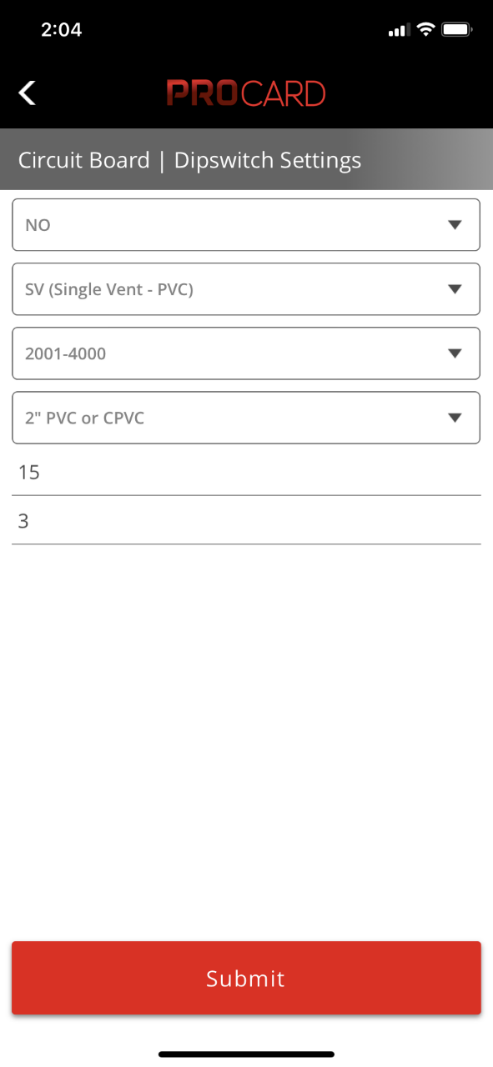 2:04
PROCARD
Circuit Board | Dipswitch Settings
NO
SV (Single Vent - PVC)
2001-4000
2" PVC or CPVC
15
3
Submit